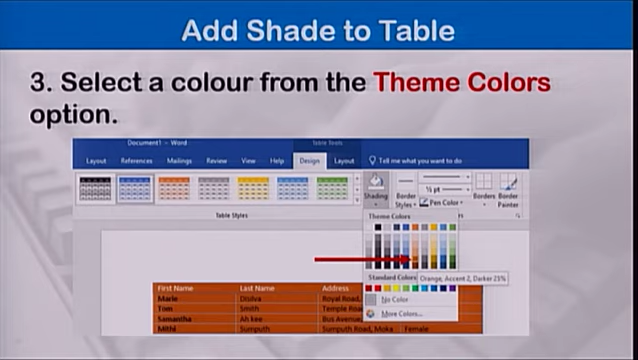 Add Shade to Table
3. Select a colour from the Theme Colors
option.
Document1 - Word
Table Tools
Layout References Mailings Review View Help Design Layout Tell me what you want to do
½ pt
Shading Border Styles Pen Color Borders Border Painter
Table Styles
Theme Colors
Standard Colors
Orange, Accent 2, Darker 25%
No Color
More Colors...
First Name Last Name Address
Marie Disilva Royal Road,
Tom Smith Temple Road
Samantha Ah kee Bus Avenue,
Mithi Sumputh Sumputh Road, Moka Female